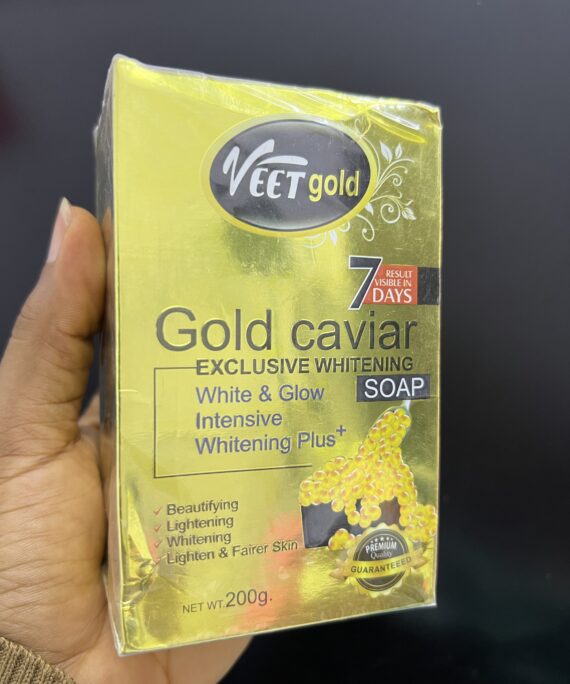 VEET gold
7 RESULT
VISIBLE IN
DAYS
Gold caviar
EXCLUSIVE WHITENING
SOAP
White & Glow
Intensive
Whitening Plus+
Beautifying
Lightening
Whitening
Lighten & Fairer Skin
PREMIUM
Quality
GUARANTEEED
NET WT. 200g.